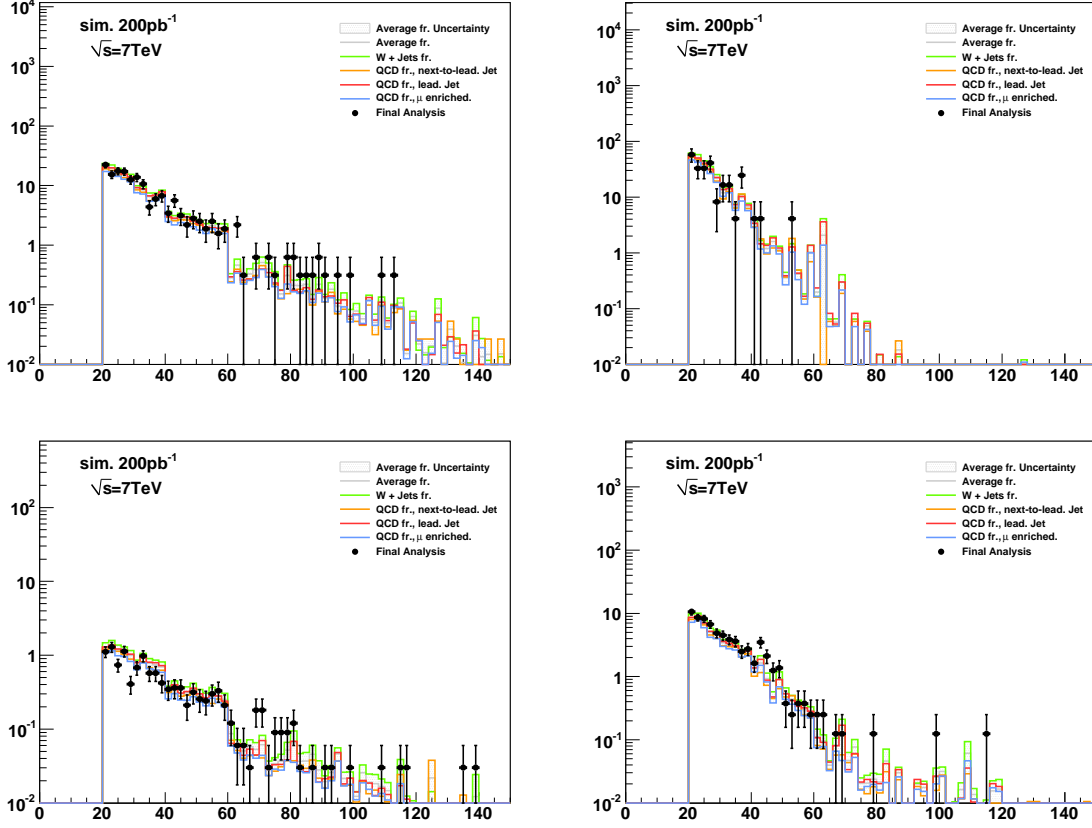 10⁴
10³
10²
10
1
10⁻¹
10⁻²
sim. 200pb⁻¹
√s=7TeV
Average fr. Uncertainty
Average fr.
W + Jets fr.
QCD fr., next-to-lead. Jet
QCD fr., lead. Jet
QCD fr., μ enriched.
Final Analysis
0 20 40 60 80 100 120 140
10⁴
10³
10²
10
1
10⁻¹
10⁻²
sim. 200pb⁻¹
√s=7TeV
Average fr. Uncertainty
Average fr.
W + Jets fr.
QCD fr., next-to-lead. Jet
QCD fr., lead. Jet
QCD fr., μ enriched.
Final Analysis
0 20 40 60 80 100 120 140
10²
10
1
10⁻¹
10⁻²
sim. 200pb⁻¹
√s=7TeV
Average fr. Uncertainty
Average fr.
W + Jets fr.
QCD fr., next-to-lead. Jet
QCD fr., lead. Jet
QCD fr., μ enriched.
Final Analysis
0 20 40 60 80 100 120 140
10³
10²
10
1
10⁻¹
10⁻²
sim. 200pb⁻¹
√s=7TeV
Average fr. Uncertainty
Average fr.
W + Jets fr.
QCD fr., next-to-lead. Jet
QCD fr., lead. Jet
QCD fr., μ enriched.
Final Analysis
0 20 40 60 80 100 120 140